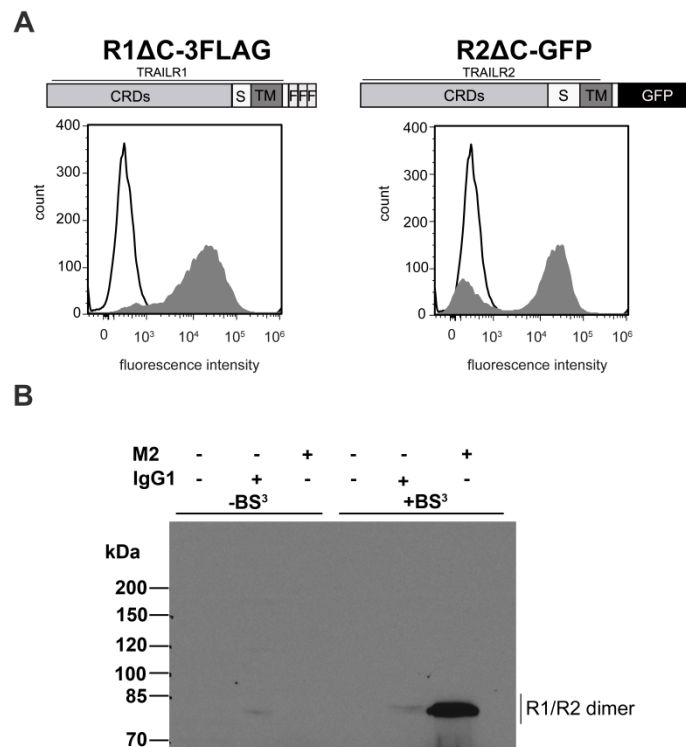 A
R1ΔC-3FLAG R2ΔC-GFP
TRAILR1 TRAILR2
CRDs S TM F F F CRDs S TM GFP
400 400
300 300
count count
200 200
100 100
0 0
0 10³ 10⁴ 10⁵ 10⁶ 0 10³ 10⁴ 10⁵ 10⁶
fluorescence intensity fluorescence intensity
B
M2 - - + - - +
IgG1 - + - - + -
-BS³ +BS³
kDa
200
150
120
100
85
R1/R2 dimer
70